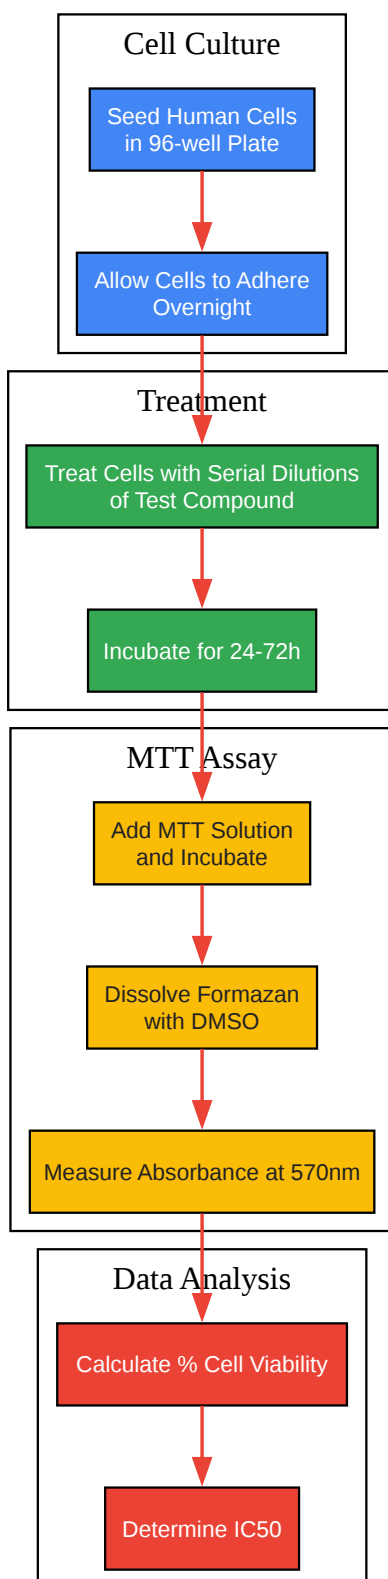 Cell Culture
Seed Human Cells
in 96-well Plate
Allow Cells to Adhere
Overnight
Treatment
Treat Cells with Serial Dilutions
of Test Compound
Incubate for 24-72h
MTT Assay
Add MTT Solution
and Incubate
Dissolve Formazan
with DMSO
Measure Absorbance at 570nm
Data Analysis
Calculate % Cell Viability
Determine IC50